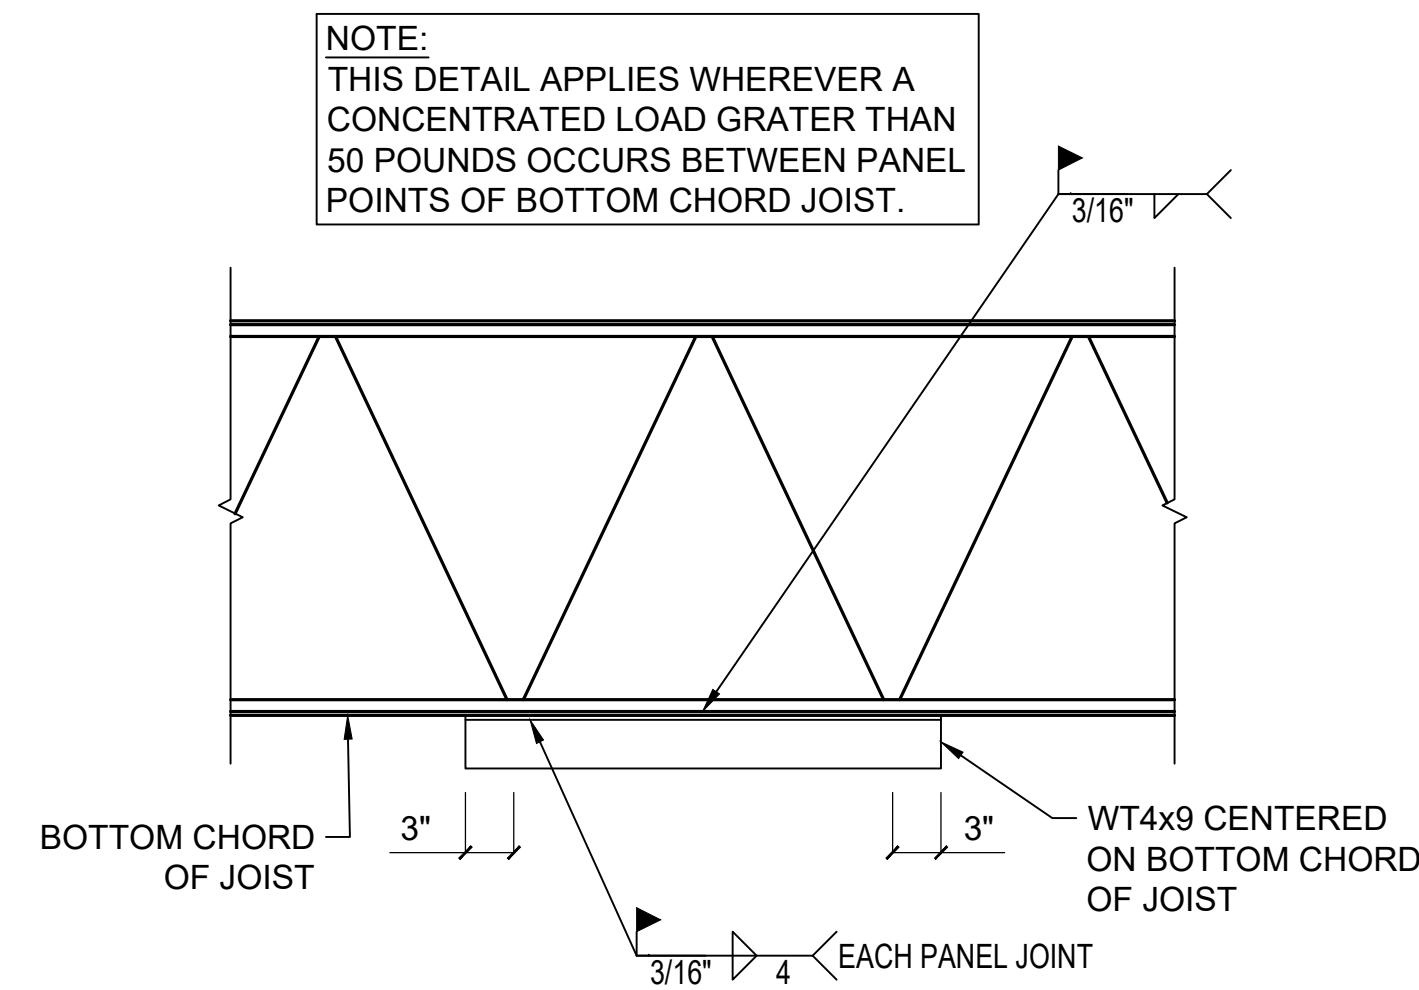 NOTE:
THIS DETAIL APPLIES WHEREVER A
CONCENTRATED LOAD GRATER THAN
50 POUNDS OCCURS BETWEEN PANEL
POINTS OF BOTTOM CHORD JOIST.
3/16"
BOTTOM CHORD
OF JOIST
3"
3"
WT4x9 CENTERED
ON BOTTOM CHORD
OF JOIST
3/16" 4 EACH PANEL JOINT